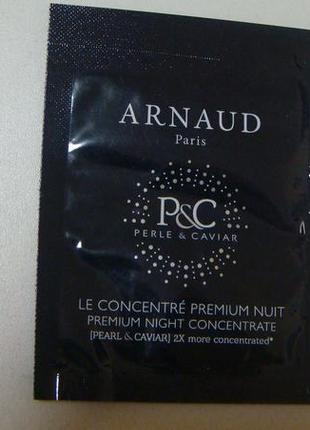 ARNAUD
Paris
P&C
PERLE & CAVIAR
LE CONCENTRÉ PREMIUM NUIT
PREMIUM NIGHT CONCENTRATE
[PEARL & CAVIAR] 2X more concentrated*